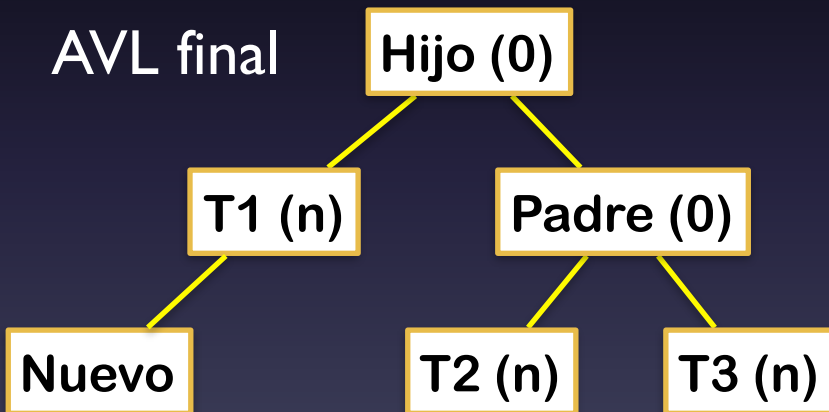 AVL final
Hijo (0)
T1 (n)
Padre (0)
Nuevo
T2 (n)
T3 (n)